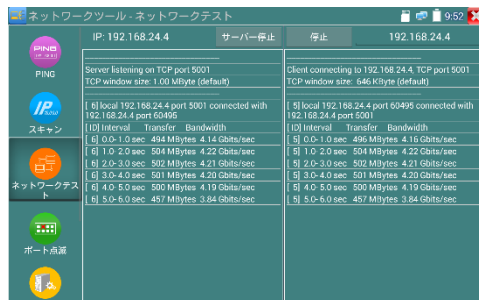 ネットワークツール - ネットワークテスト
9:52
IP: 192.168.24.4
サーバー停止
停止
192.168.24.4
PING
PING
IP
スキャン
ネットワークテス
ト
ポート点滅
Server listening on TCP port 5001
TCP window size: 1.00 MByte (default)
[ 6] local 192.168.24.4 port 5001 connected with
192.168.24.4 port 60495
[ ID] Interval Transfer Bandwidth
[ 6] 0.0- 1.0 sec 494 MBytes 4.14 Gbits/sec
[ 6] 1.0- 2.0 sec 504 MBytes 4.22 Gbits/sec
[ 6] 2.0- 3.0 sec 502 MBytes 4.21 Gbits/sec
[ 6] 3.0- 4.0 sec 501 MBytes 4.20 Gbits/sec
[ 6] 4.0- 5.0 sec 500 MBytes 4.19 Gbits/sec
[ 6] 5.0- 6.0 sec 457 MBytes 3.84 Gbits/sec
Client connecting to 192.168.24.4, TCP port 5001
TCP window size: 646 KByte (default)
[ 5] local 192.168.24.4 port 60495 connected with
192.168.24.4 port 5001
[ ID] Interval Transfer Bandwidth
[ 5] 0.0- 1.0 sec 496 MBytes 4.16 Gbits/sec
[ 5] 1.0- 2.0 sec 504 MBytes 4.22 Gbits/sec
[ 5] 2.0- 3.0 sec 502 MBytes 4.21 Gbits/sec
[ 5] 3.0- 4.0 sec 501 MBytes 4.20 Gbits/sec
[ 5] 4.0- 5.0 sec 500 MBytes 4.19 Gbits/sec
[ 5] 5.0- 6.0 sec 457 MBytes 3.84 Gbits/sec